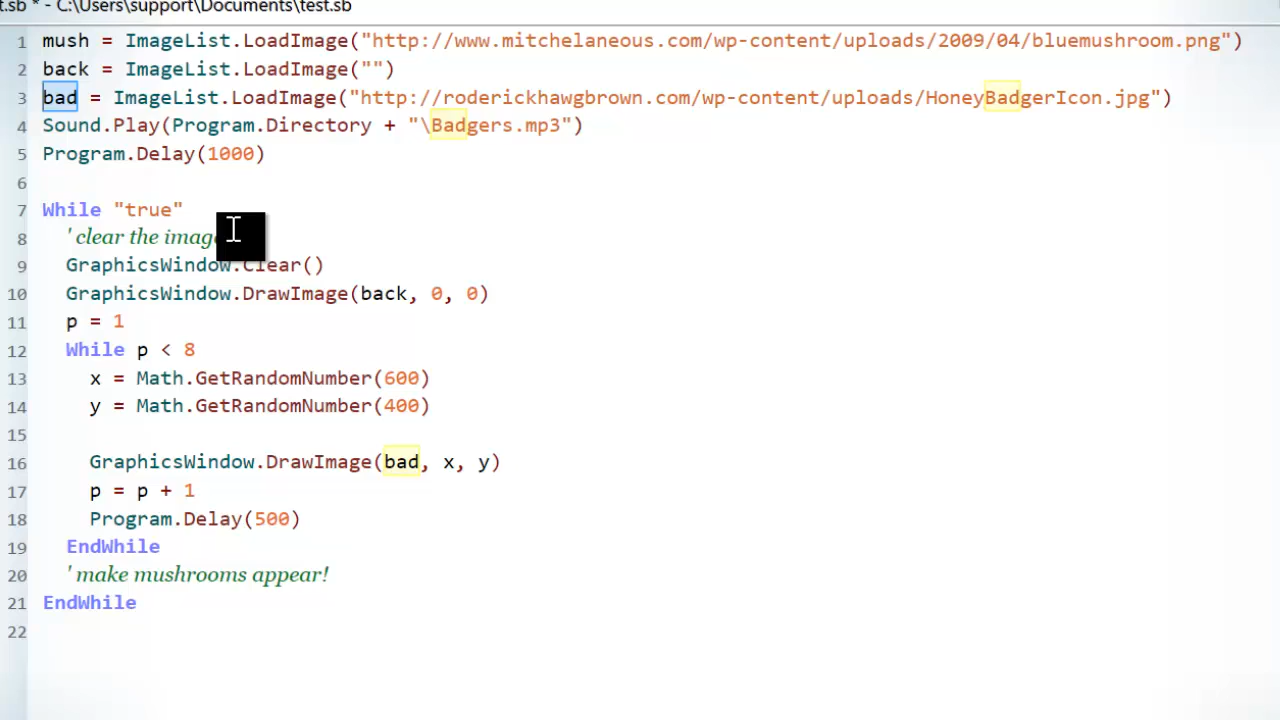 t.sb * - C:\Users\support\Documents\test.sb
1 mush = ImageList.LoadImage("http://www.mitchelaneous.com/wp-content/uploads/2009/04/bluemushroom.png")
2 back = ImageList.LoadImage("")
3 bad = ImageList.LoadImage("http://roderickhawgbrown.com/wp-content/uploads/HoneyBadgerIcon.jpg")
4 Sound.Play(Program.Directory + "\Badgers.mp3")
5 Program.Delay(1000)
6
7 While "true"
8 ' clear the image
9 GraphicsWindow.Clear()
10 GraphicsWindow.DrawImage(back, 0, 0)
11 p = 1
12 While p < 8
13 x = Math.GetRandomNumber(600)
14 y = Math.GetRandomNumber(400)
15
16 GraphicsWindow.DrawImage(bad, x, y)
17 p = p + 1
18 Program.Delay(500)
19 EndWhile
20 ' make mushrooms appear!
21 EndWhile
22